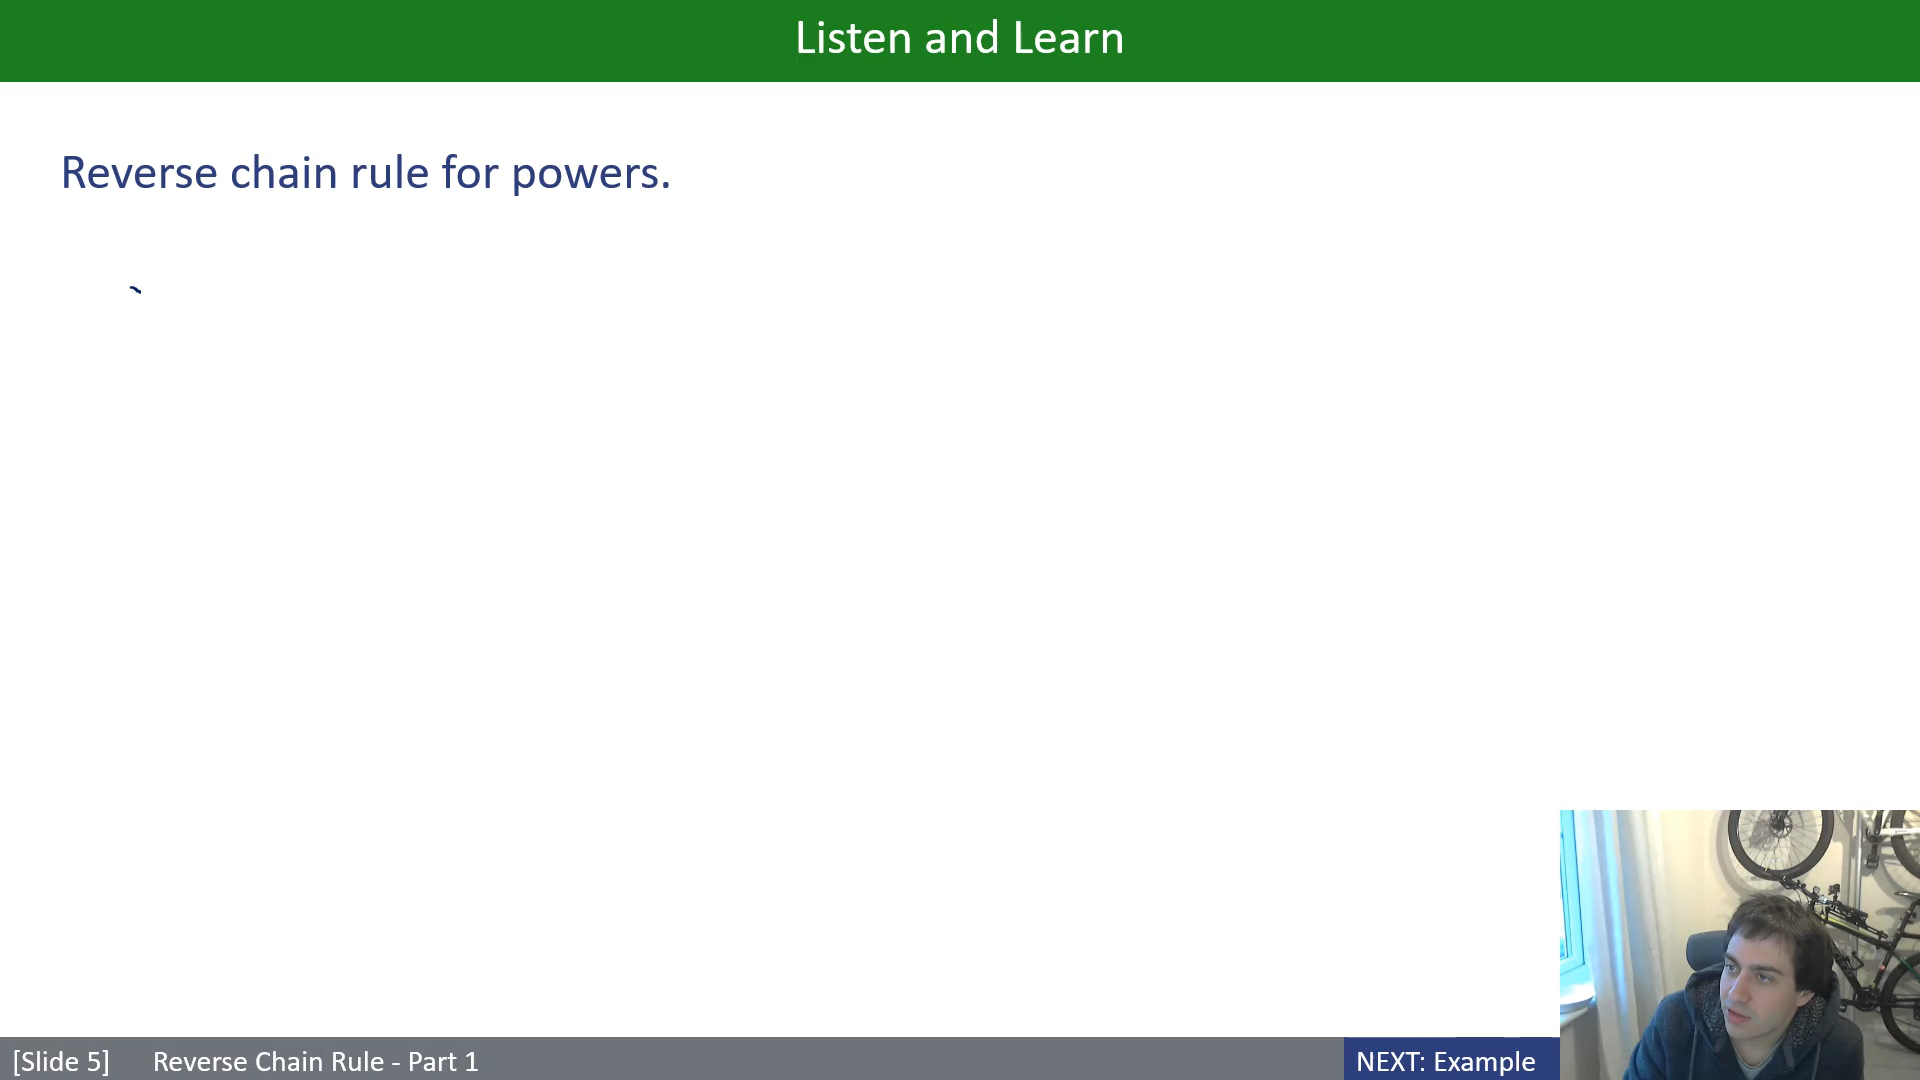 Listen and Learn
Reverse chain rule for powers.
[Slide 5] Reverse Chain Rule - Part 1
NEXT: Example